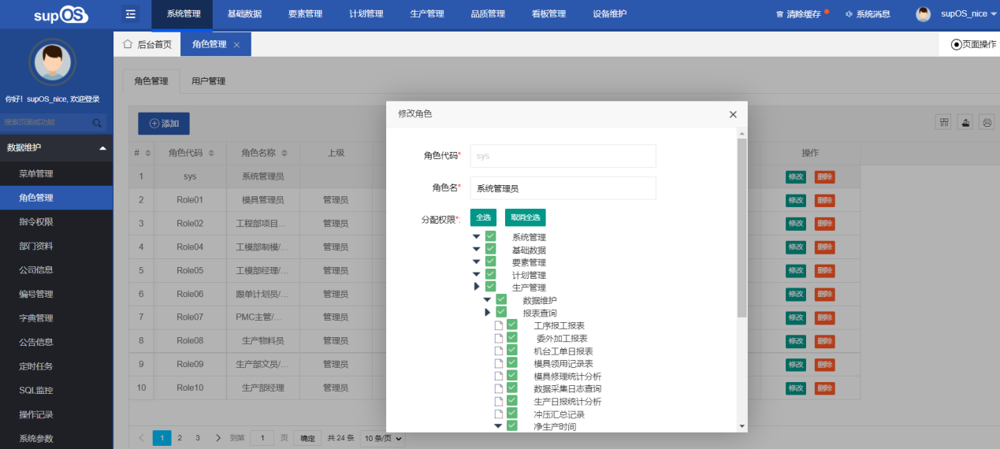 supOS
系统管理
基础数据
要素管理
计划管理
生产管理
品质管理
看板管理
设备维护
清除缓存
系统消息
supOS_nice
后台首页
角色管理
页面操作
你好! supOS_nice, 欢迎登录
搜索页面或功能
数据维护
菜单管理
角色管理
指令权限
部门资料
公司信息
编号管理
字典管理
公告信息
定时任务
SQL监控
操作记录
系统参数
角色管理
用户管理
添加
# 角色代码 角色名称 上级 操作
1 sys 系统管理员 修改 删除
2 Role01 模具管理员 管理员 修改 删除
3 Role02 工程部项目... 管理员 修改 删除
4 Role04 工模部制模/... 管理员 修改 删除
5 Role05 工模部经理/... 管理员 修改 删除
6 Role06 跟单计划员/... 管理员 修改 删除
7 Role07 PMC主管/... 管理员 修改 删除
8 Role08 生产物料员 管理员 修改 删除
9 Role09 生产部文员/... 管理员 修改 删除
10 Role10 生产部经理 管理员 修改 删除
1 2 3 到第 1 页 确定 共 24 条 10 条/页
修改角色
角色代码* sys
角色名* 系统管理员
分配权限*: 全选 取消全选
系统管理
基础数据
要素管理
计划管理
生产管理
数据维护
报表查询
工序报工报表
委外加工报表
机台工单日报表
模具领用记录表
模具修理统计分析
数据采集日志查询
生产日报统计分析
冲压汇总记录
净生产时间